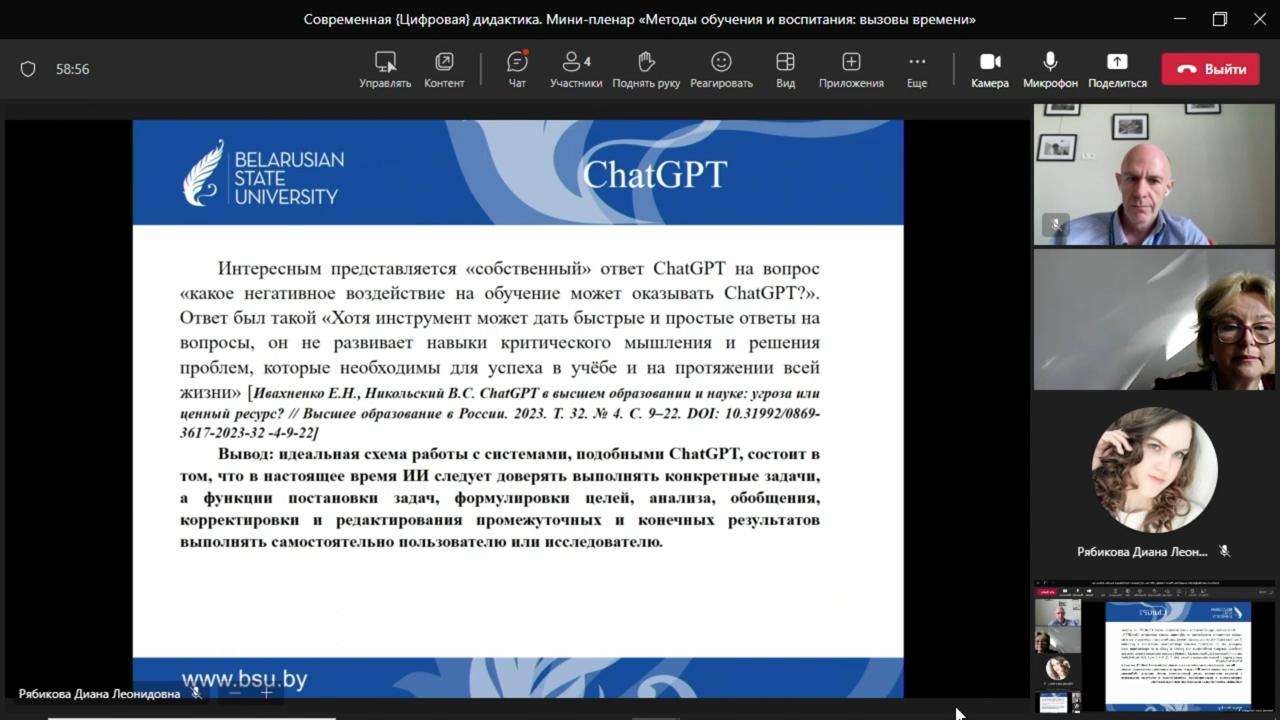 Современная {Цифровая} дидактика. Мини-пленар «Методы обучения и воспитания: вызовы времени»
58:56
Управлять
Контент
Чат
4
Участники
Поднять руку
Реагировать
Вид
Приложения
Еще
Камера
Микрофон
Поделиться
Выйти
BELARUSIAN
STATE
UNIVERSITY
ChatGPT
Интересным представляется «собственный» ответ ChatGPT на вопрос
«какое негативное воздействие на обучение может оказывать ChatGPT?».
Ответ был такой «Хотя инструмент может дать быстрые и простые ответы на
вопросы, он не развивает навыки критического мышления и решения
проблем, которые необходимы для успеха в учёбе и на протяжении всей
жизни» [Ивахненко Е.Н., Никольский В.С. ChatGPT в высшем образовании и науке: угроза или
ценный ресурс? // Высшее образование в России. 2023. Т. 32. № 4. С. 9–22. DOI: 10.31992/0869-
3617-2023-32 -4-9-22]
Вывод: идеальная схема работы с системами, подобными ChatGPT, состоит в
том, что в настоящее время ИИ следует доверять выполнять конкретные задачи,
а функции постановки задач, формулировки целей, анализа, обобщения,
корректировки и редактирования промежуточных и конечных результатов
выполнять самостоятельно пользователю или исследователю.
www.bsu.by
Рябикова Диана Леонидовна
Рябикова Диана Леон...